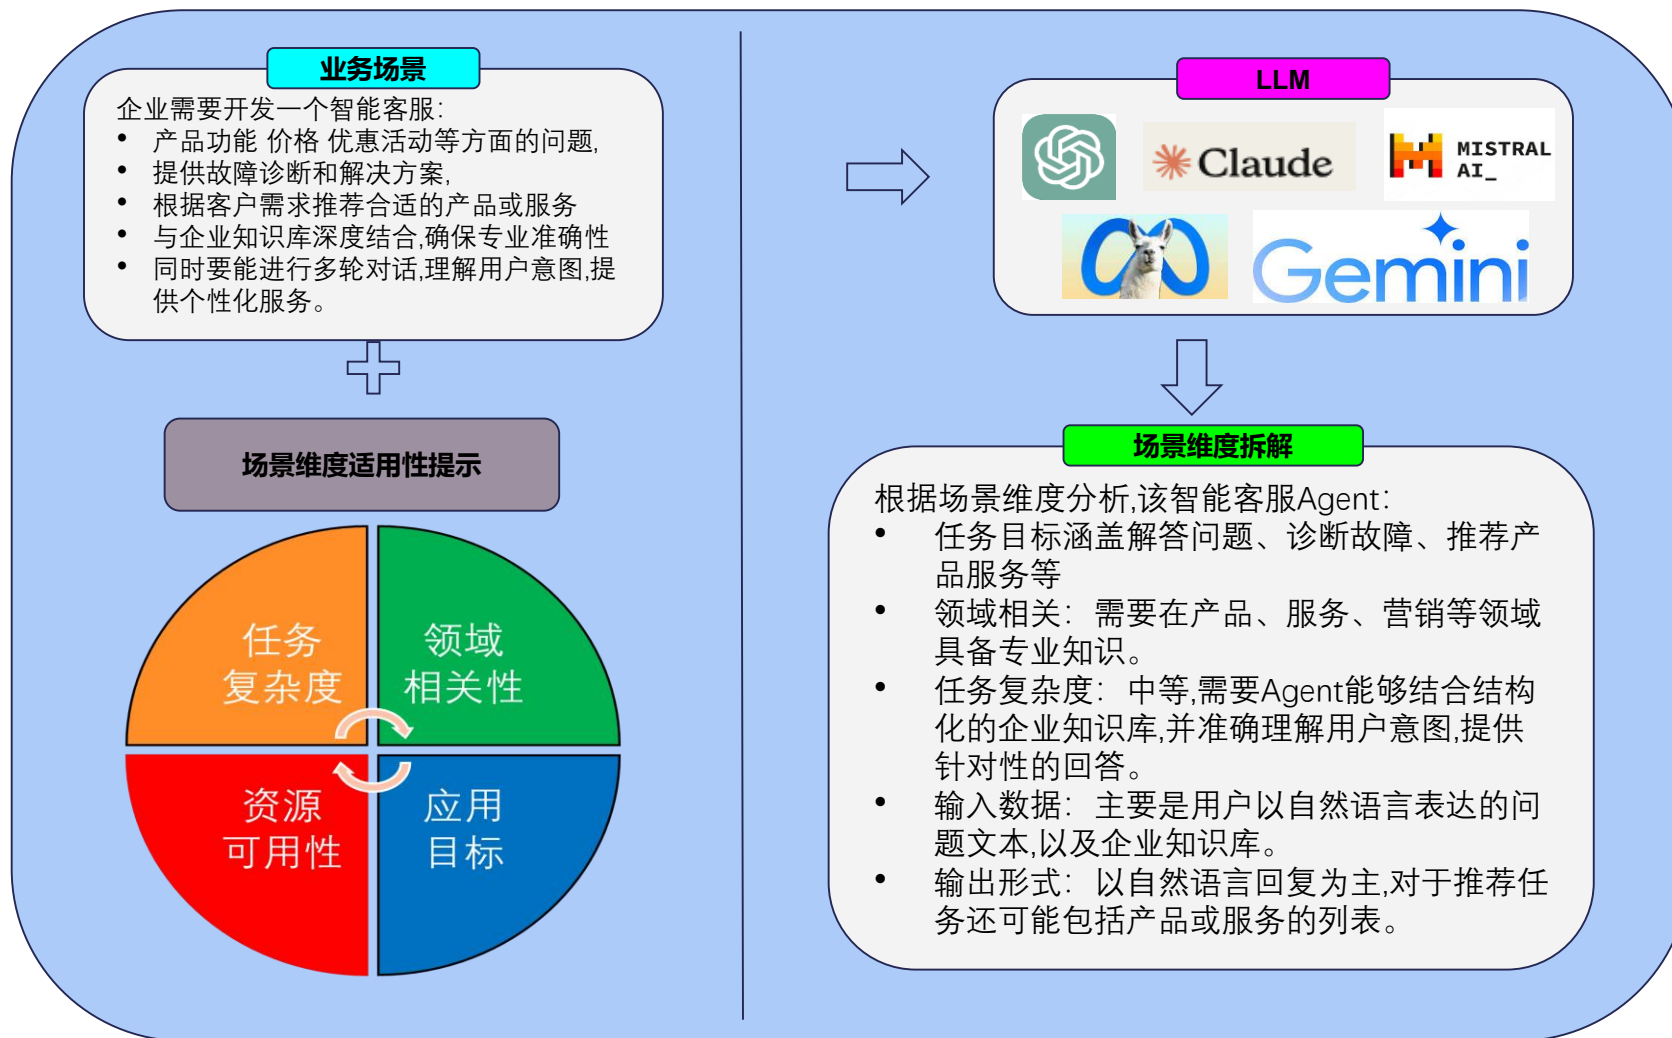 业务场景
企业需要开发一个智能客服：
• 产品功能 价格 优惠活动等方面的问题,
• 提供故障诊断和解决方案,
• 根据客户需求推荐合适的产品或服务
• 与企业知识库深度结合,确保专业准确性
• 同时要能进行多轮对话,理解用户意图,提
供个性化服务。
场景维度适用性提示
任务
复杂度
领域
相关性
资源
可用性
应用
目标
LLM
Claude
MISTRAL
AI_
Gemini
场景维度拆解
根据场景维度分析,该智能客服Agent：
• 任务目标涵盖解答问题、诊断故障、推荐产
品服务等
• 领域相关：需要在产品、服务、营销等领域
具备专业知识。
• 任务复杂度：中等,需要Agent能够结合结构
化的企业知识库,并准确理解用户意图,提供
针对性的回答。
• 输入数据：主要是用户以自然语言表达的问
题文本,以及企业知识库。
• 输出形式：以自然语言回复为主,对于推荐任
务还可能包括产品或服务的列表。